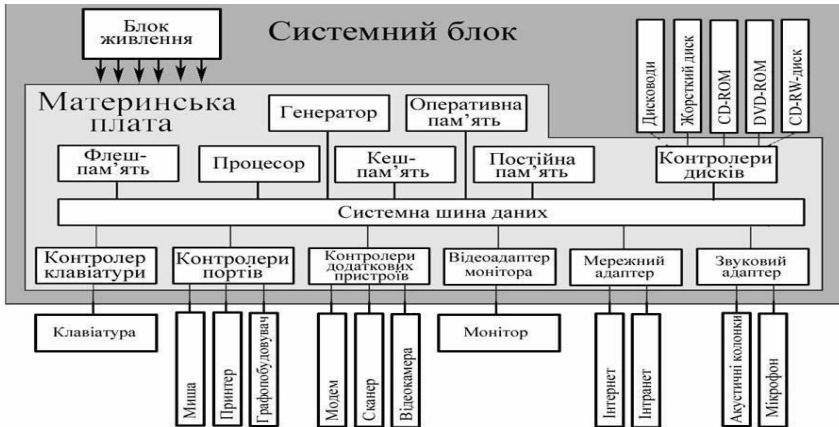 Блок
живлення
Системний блок
Материнська
плата
Генератор
Оперативна
пам’ять
Дисководи
Жорсткий диск
CD-ROM
DVD-ROM
CD-RW-диск
Флеш-
пам’ять
Процесор
Кеш-
пам’ять
Постійна
пам’ять
Контролери
дисків
Системна шина даних
Контролер
клавіатури
Контролери
портів
Контролери
додаткових
пристроїв
Відеоадаптер
монітора
Мережний
адаптер
Звуковий
адаптер
Клавіатура
Миша
Принтер
Графопобудовувач
Модем
Сканер
Відеокамера
Монітор
Інтернет
Інтранет
Акустичні колонки
Мікрофон